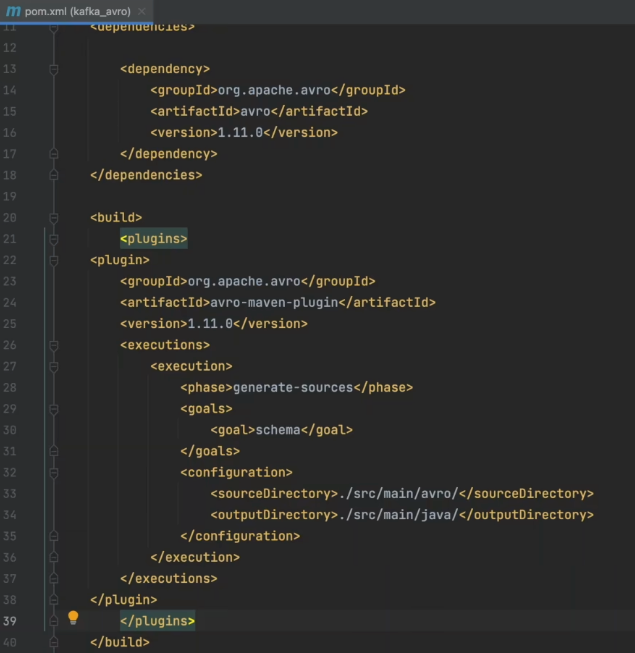 m pom.xml (kafka_avro) ×
11 <dependencies>
12
13 <dependency>
14 <groupId>org.apache.avro</groupId>
15 <artifactId>avro</artifactId>
16 <version>1.11.0</version>
17 </dependency>
18 </dependencies>
19
20 <build>
21 <plugins>
22 <plugin>
23 <groupId>org.apache.avro</groupId>
24 <artifactId>avro-maven-plugin</artifactId>
25 <version>1.11.0</version>
26 <executions>
27 <execution>
28 <phase>generate-sources</phase>
29 <goals>
30 <goal>schema</goal>
31 </goals>
32 <configuration>
33 <sourceDirectory>./src/main/avro/</sourceDirectory>
34 <outputDirectory>./src/main/java/</outputDirectory>
35 </configuration>
36 </execution>
37 </executions>
38 </plugin>
39 </plugins>
40 </build>